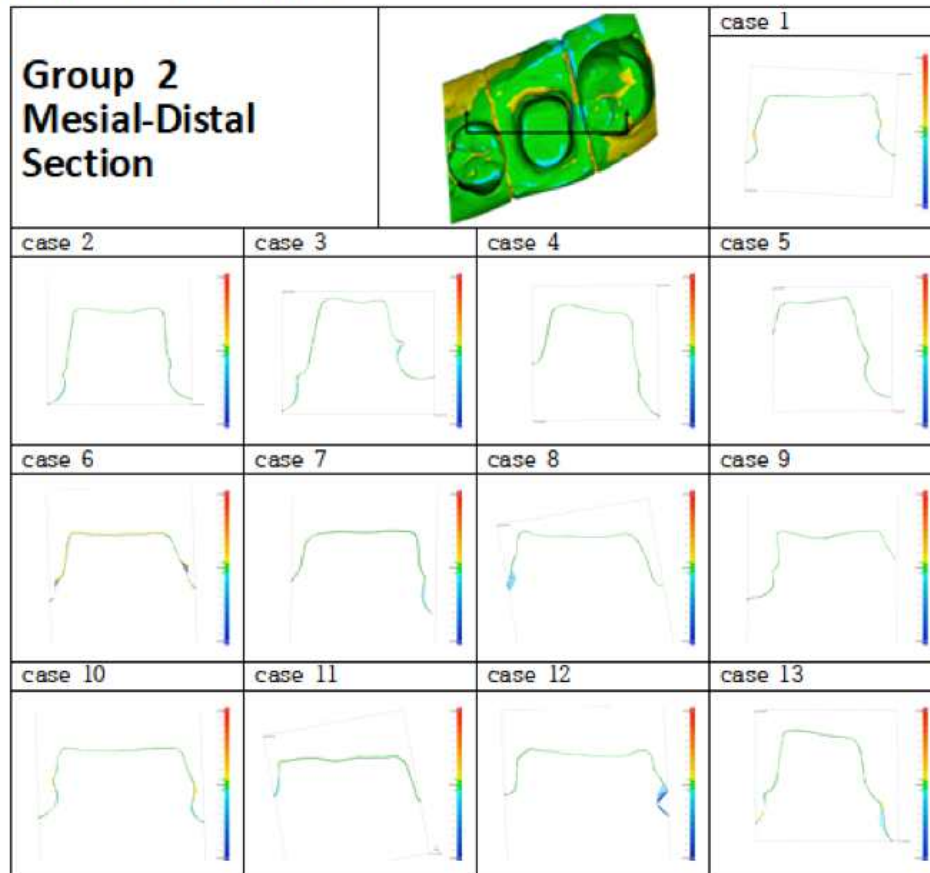 Group 2
Mesial-Distal
Section
case 1
case 2
case 3
case 4
case 5
case 6
case 7
case 8
case 9
case 10
case 11
case 12
case 13